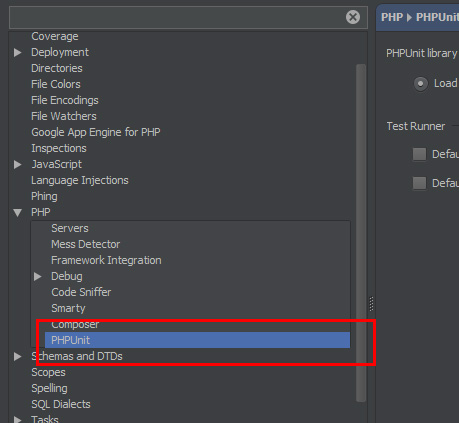 Coverage
Deployment
Directories
File Colors
File Encodings
File Watchers
Google App Engine for PHP
Inspections
JavaScript
Language Injections
Phing
PHP
Servers
Mess Detector
Framework Integration
Debug
Code Sniffer
Smarty
Composer
PHPUnit
Schemas and DTDs
Scopes
Spelling
SQL Dialects
Tasks
PHP PHPUnit
PHPUnit library
Load
Test Runner
Defau
Defau